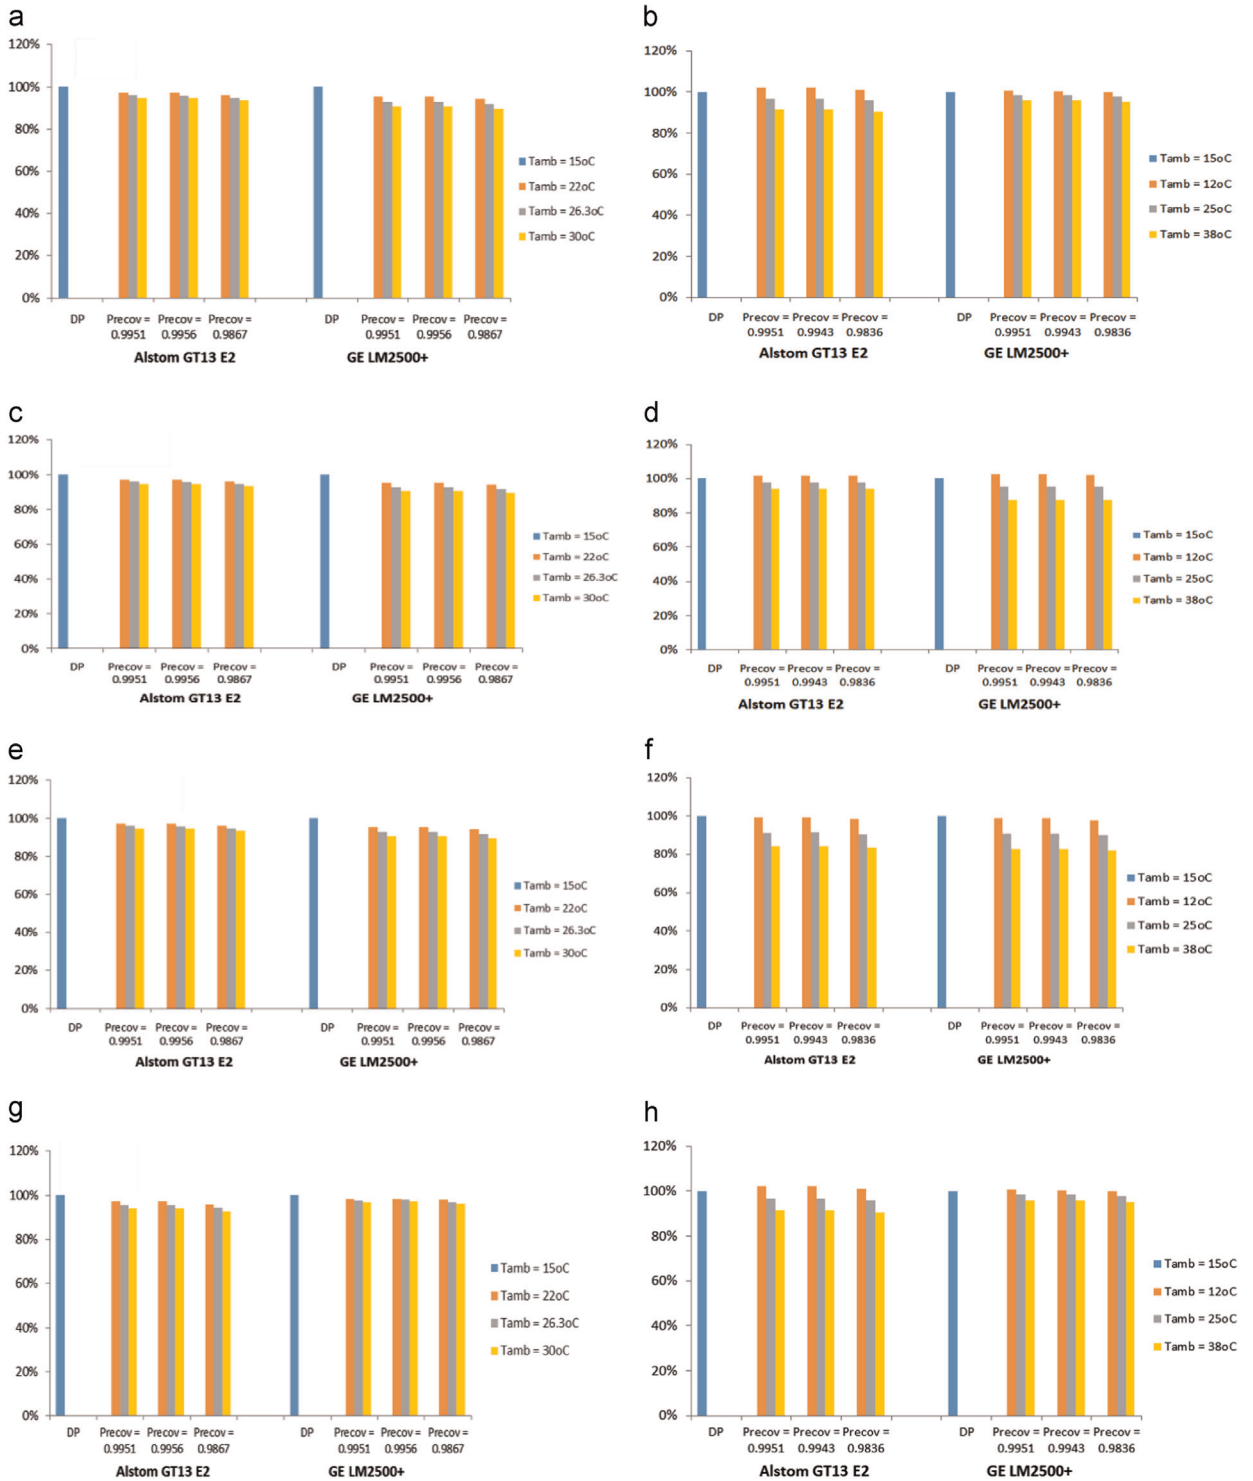 a
120%
100%
80%
60%
40%
20%
0%
DP
Precov = 0.9951
Precov = 0.9956
Precov = 0.9867
DP
Precov = 0.9951
Precov = 0.9956
Precov = 0.9867
Alstom GT13 E2
GE LM2500+
Tamb = 15oC
Tamb = 22oC
Tamb = 26.3oC
Tamb = 30oC
b
120%
100%
80%
60%
40%
20%
0%
DP
Precov = 0.9951
Precov = 0.9943
Precov = 0.9836
DP
Precov = 0.9951
Precov = 0.9943
Precov = 0.9836
Alstom GT13 E2
GE LM2500+
Tamb = 15oC
Tamb = 12oC
Tamb = 25oC
Tamb = 38oC
c
120%
100%
80%
60%
40%
20%
0%
DP
Precov = 0.9951
Precov = 0.9956
Precov = 0.9867
DP
Precov = 0.9951
Precov = 0.9956
Precov = 0.9867
Alstom GT13 E2
GE LM2500+
Tamb = 15oC
Tamb = 22oC
Tamb = 26.3oC
Tamb = 30oC
d
120%
100%
80%
60%
40%
20%
0%
DP
Precov = 0.9951
Precov = 0.9943
Precov = 0.9836
DP
Precov = 0.9951
Precov = 0.9943
Precov = 0.9836
Alstom GT13 E2
GE LM2500+
Tamb = 15oC
Tamb = 12oC
Tamb = 25oC
Tamb = 38oC
e
120%
100%
80%
60%
40%
20%
0%
DP
Precov = 0.9951
Precov = 0.9956
Precov = 0.9867
DP
Precov = 0.9951
Precov = 0.9956
Precov = 0.9867
Alstom GT13 E2
GE LM2500+
Tamb = 15oC
Tamb = 22oC
Tamb = 26.3oC
Tamb = 30oC
f
120%
100%
80%
60%
40%
20%
0%
DP
Precov = 0.9951
Precov = 0.9943
Precov = 0.9836
DP
Precov = 0.9951
Precov = 0.9943
Precov = 0.9836
Alstom GT13 E2
GE LM2500+
Tamb = 15oC
Tamb = 12oC
Tamb = 25oC
Tamb = 38oC
g
120%
100%
80%
60%
40%
20%
0%
DP
Precov = 0.9951
Precov = 0.9956
Precov = 0.9867
DP
Precov = 0.9951
Precov = 0.9956
Precov = 0.9867
Alstom GT13 E2
GE LM2500+
Tamb = 15oC
Tamb = 22oC
Tamb = 26.3oC
Tamb = 30oC
h
120%
100%
80%
60%
40%
20%
0%
DP
Precov = 0.9951
Precov = 0.9943
Precov = 0.9836
DP
Precov = 0.9951
Precov = 0.9943
Precov = 0.9836
Alstom GT13 E2
GE LM2500+
Tamb = 15oC
Tamb = 12oC
Tamb = 25oC
Tamb = 38oC